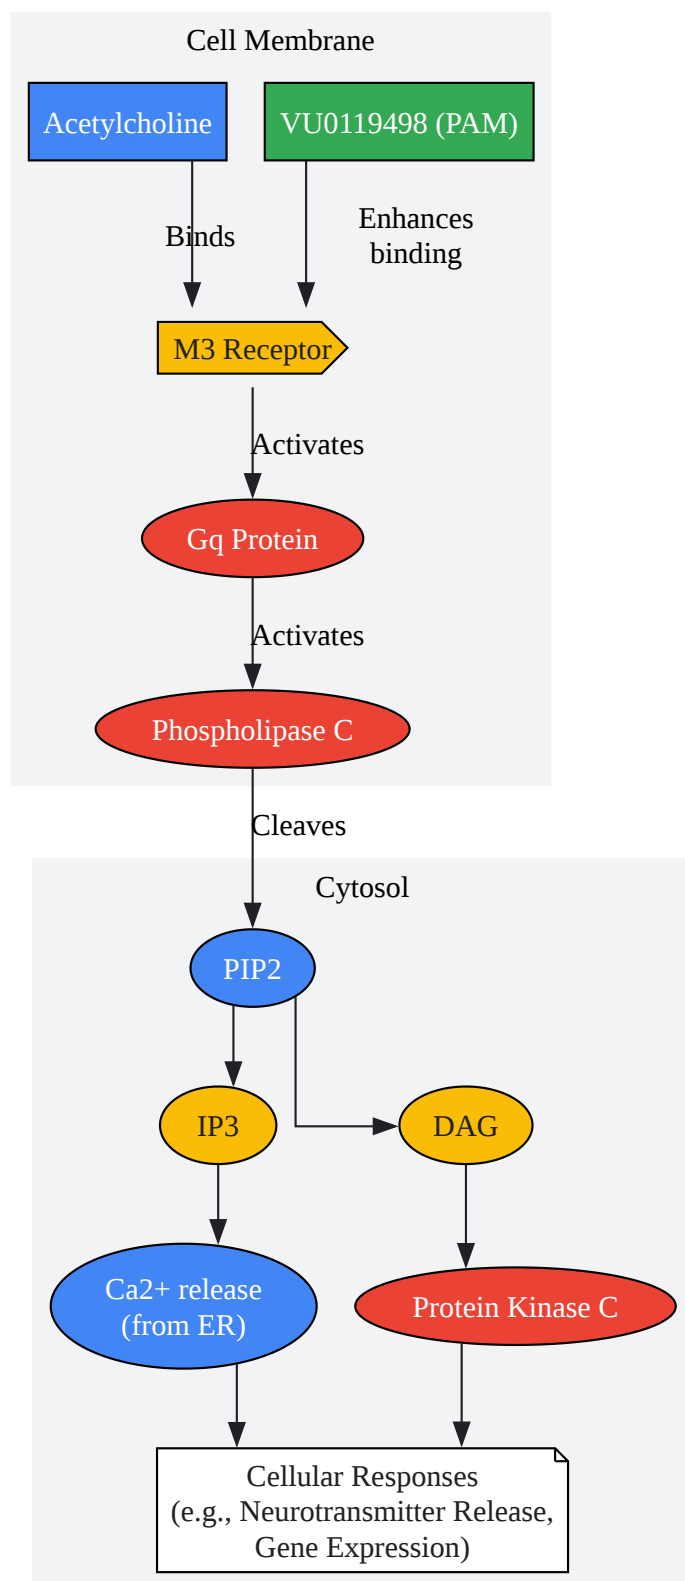 Cell Membrane
Acetylcholine
VU0119498 (PAM)
Binds
Enhances
binding
M3 Receptor
Activates
Gq Protein
Activates
Phospholipase C
Cleaves
Cytosol
PIP2
IP3
DAG
Ca2+ release
(from ER)
Protein Kinase C
Cellular Responses
(e.g., Neurotransmitter Release,
Gene Expression)